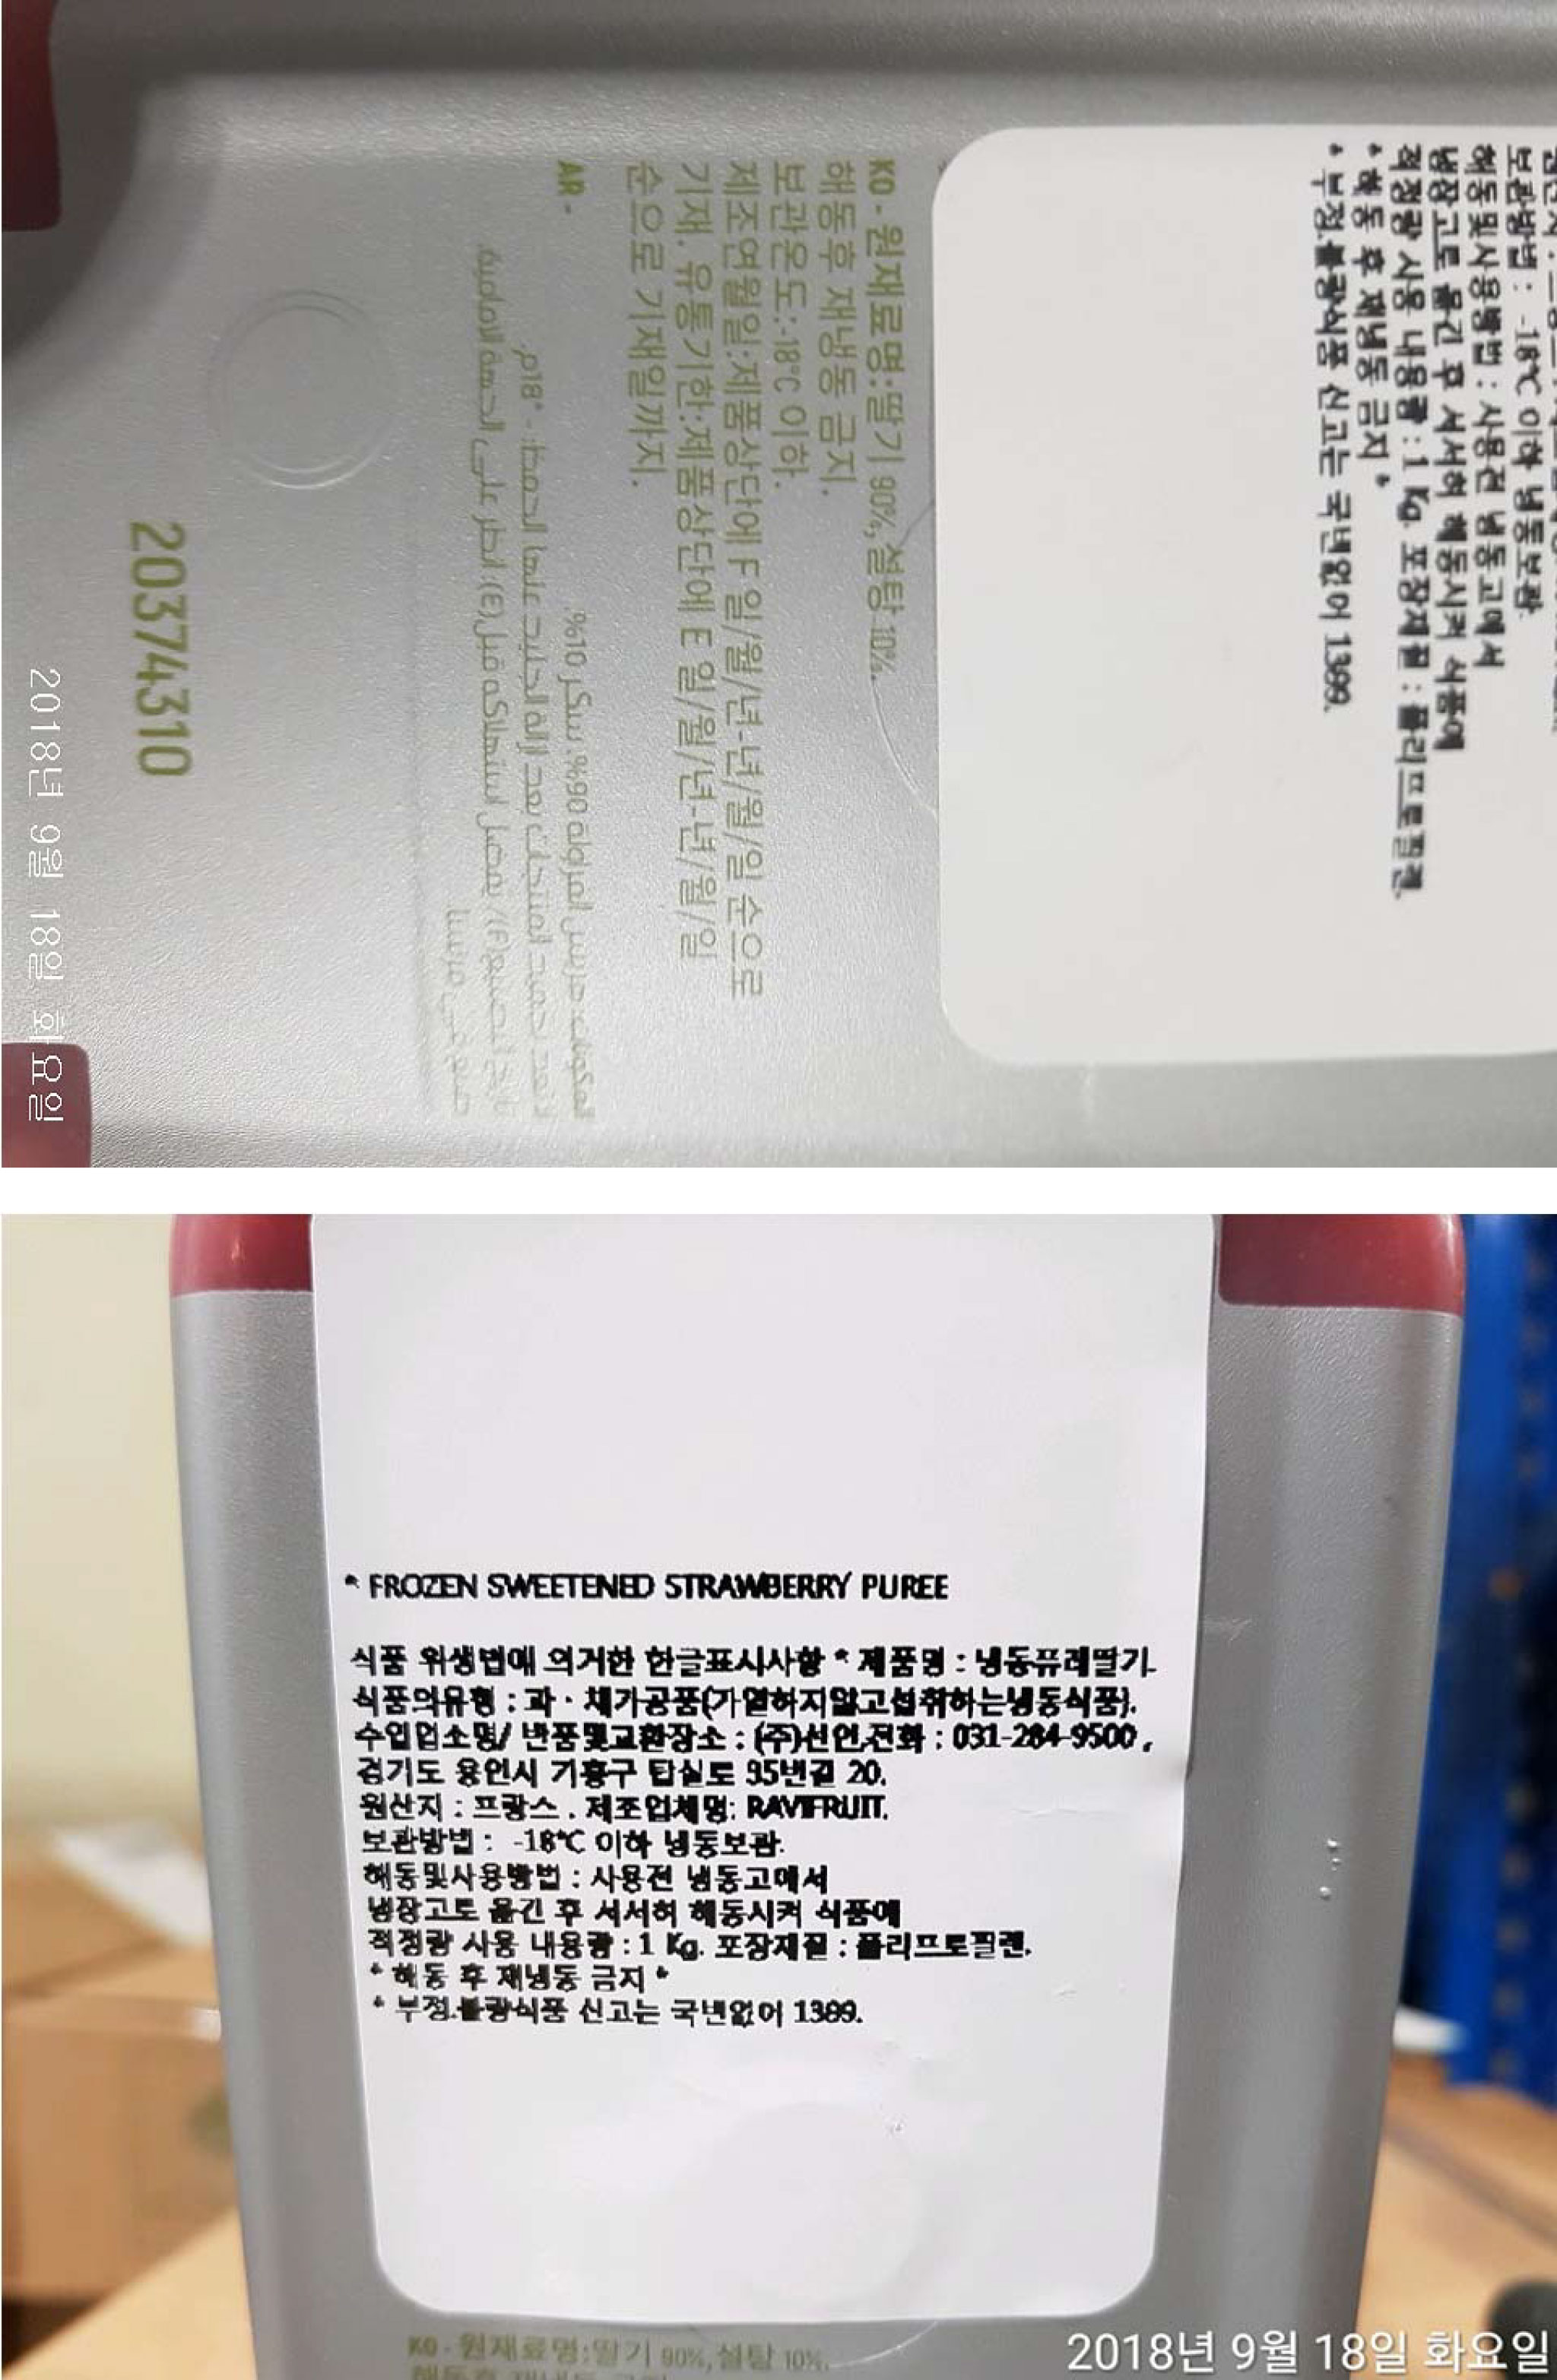 KO - 원재료명:딸기 90%, 설탕 10%.
해동후 재냉동 금지.
보관온도:-18°C 이하.
제조연월일:제품상단에 F 일/월/년-년/월/일 순으로
기재. 유통기한:제품상단에 E 일/월/년-년/월/일
순으로 기재일까지.
AR -
20374310
2018년 9월 18일 화요일
보관방법 : -18℃ 이하 냉동보관.
해동및사용방법 : 사용전 냉동고에서
냉장고로 옮긴 후 서서히 해동시켜 식품에
적정량 사용 내용량 : 1 Kg. 포장재질 : 폴리프로필렌.
* 해동 후 재냉동 금지 *
* 부정.불량식품 신고는 국번없이 1399.
* FROZEN SWEETENED STRAWBERRY PUREE
식품 위생법에 의거한 한글표시사항 * 제품명 : 냉동퓨레딸기.
식품의유형 : 과 · 채가공품(가열하지않고섭취하는냉동식품).
수입업소명/ 반품및교환장소 : (주)선인.전화 : 031-284-9500 ,
경기도 용인시 기흥구 탑실로 35번길 20.
원산지 : 프랑스 . 제조업체명: RAVIFRUIT.
보관방법 : -18℃ 이하 냉동보관.
해동및사용방법 : 사용전 냉동고에서
냉장고로 옮긴 후 서서히 해동시켜 식품에
적정량 사용 내용량 : 1 Kg. 포장재질 : 폴리프로필렌.
* 해동 후 재냉동 금지 *
* 부정.불량식품 신고는 국번없이 1399.
KO - 원재료명:딸기 90%, 설탕 10%.
2018년 9월 18일 화요일